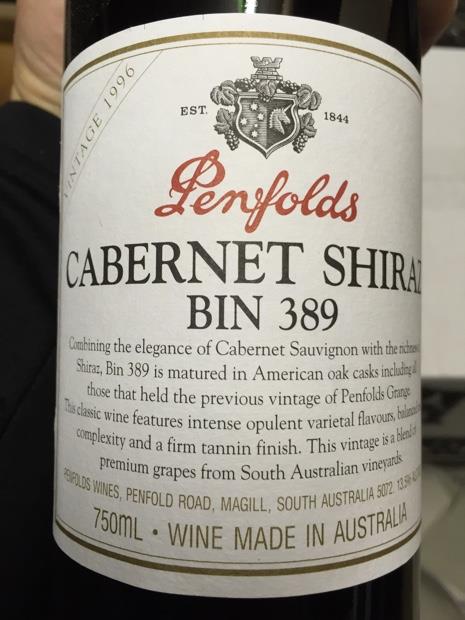 VINTAGE 1996
EST. 1844
Penfolds
CABERNET SHIRAZ
BIN 389
Combining the elegance of Cabernet Sauvignon with the richness
Shiraz, Bin 389 is matured in American oak casks including
those that held the previous vintage of Penfolds Grange.
This classic wine features intense opulent varietal flavours, balanced
complexity and a firm tannin finish. This vintage is a blend of
premium grapes from South Australian vineyards.
PENFOLDS WINES, PENFOLD ROAD, MAGILL, SOUTH AUSTRALIA 5072. 13.5%
750mL • WINE MADE IN AUSTRALIA